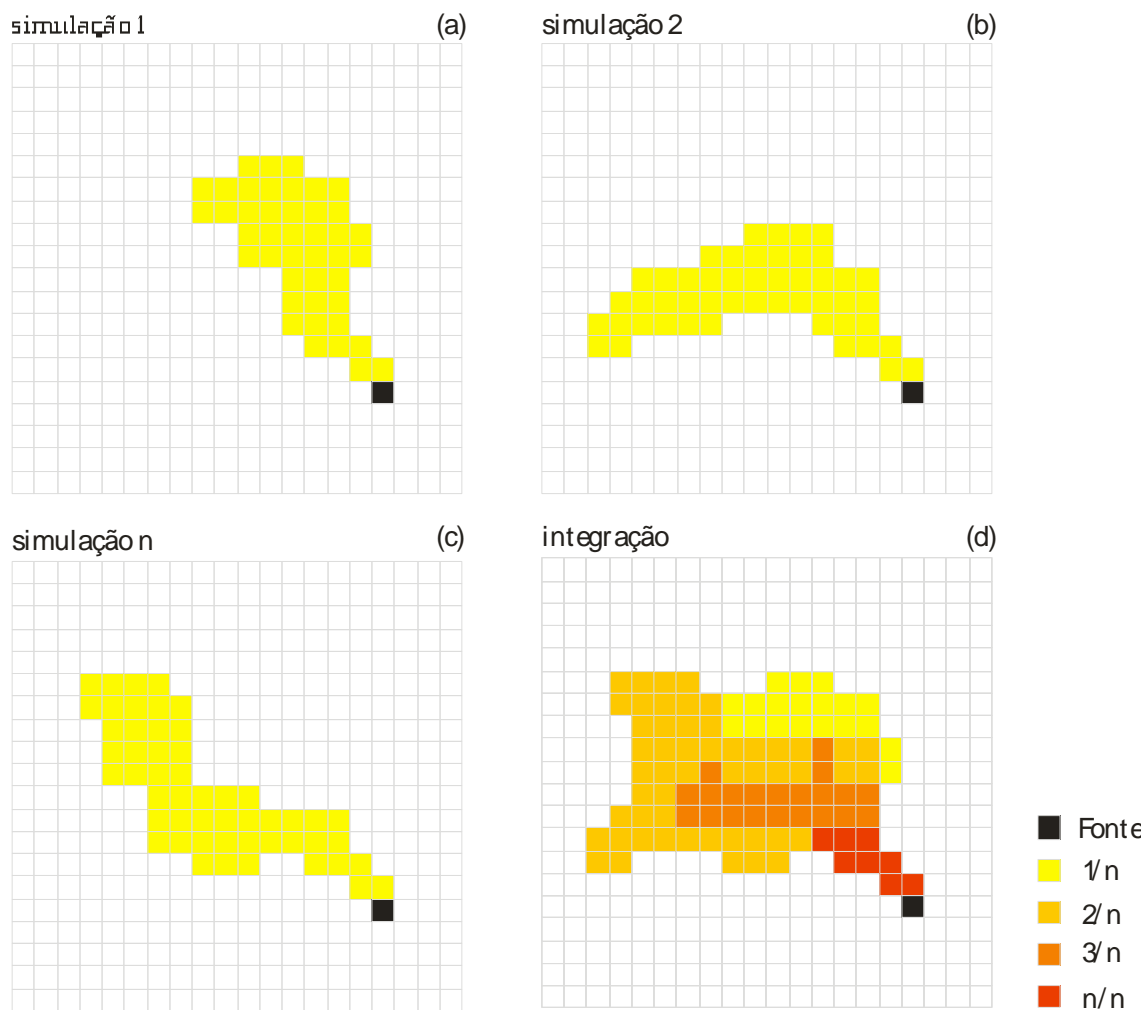 simulação 1 (a)
simulação 2 (b)
simulação n (c)
integração (d)
Fonte
1/n
2/n
3/n
n/n